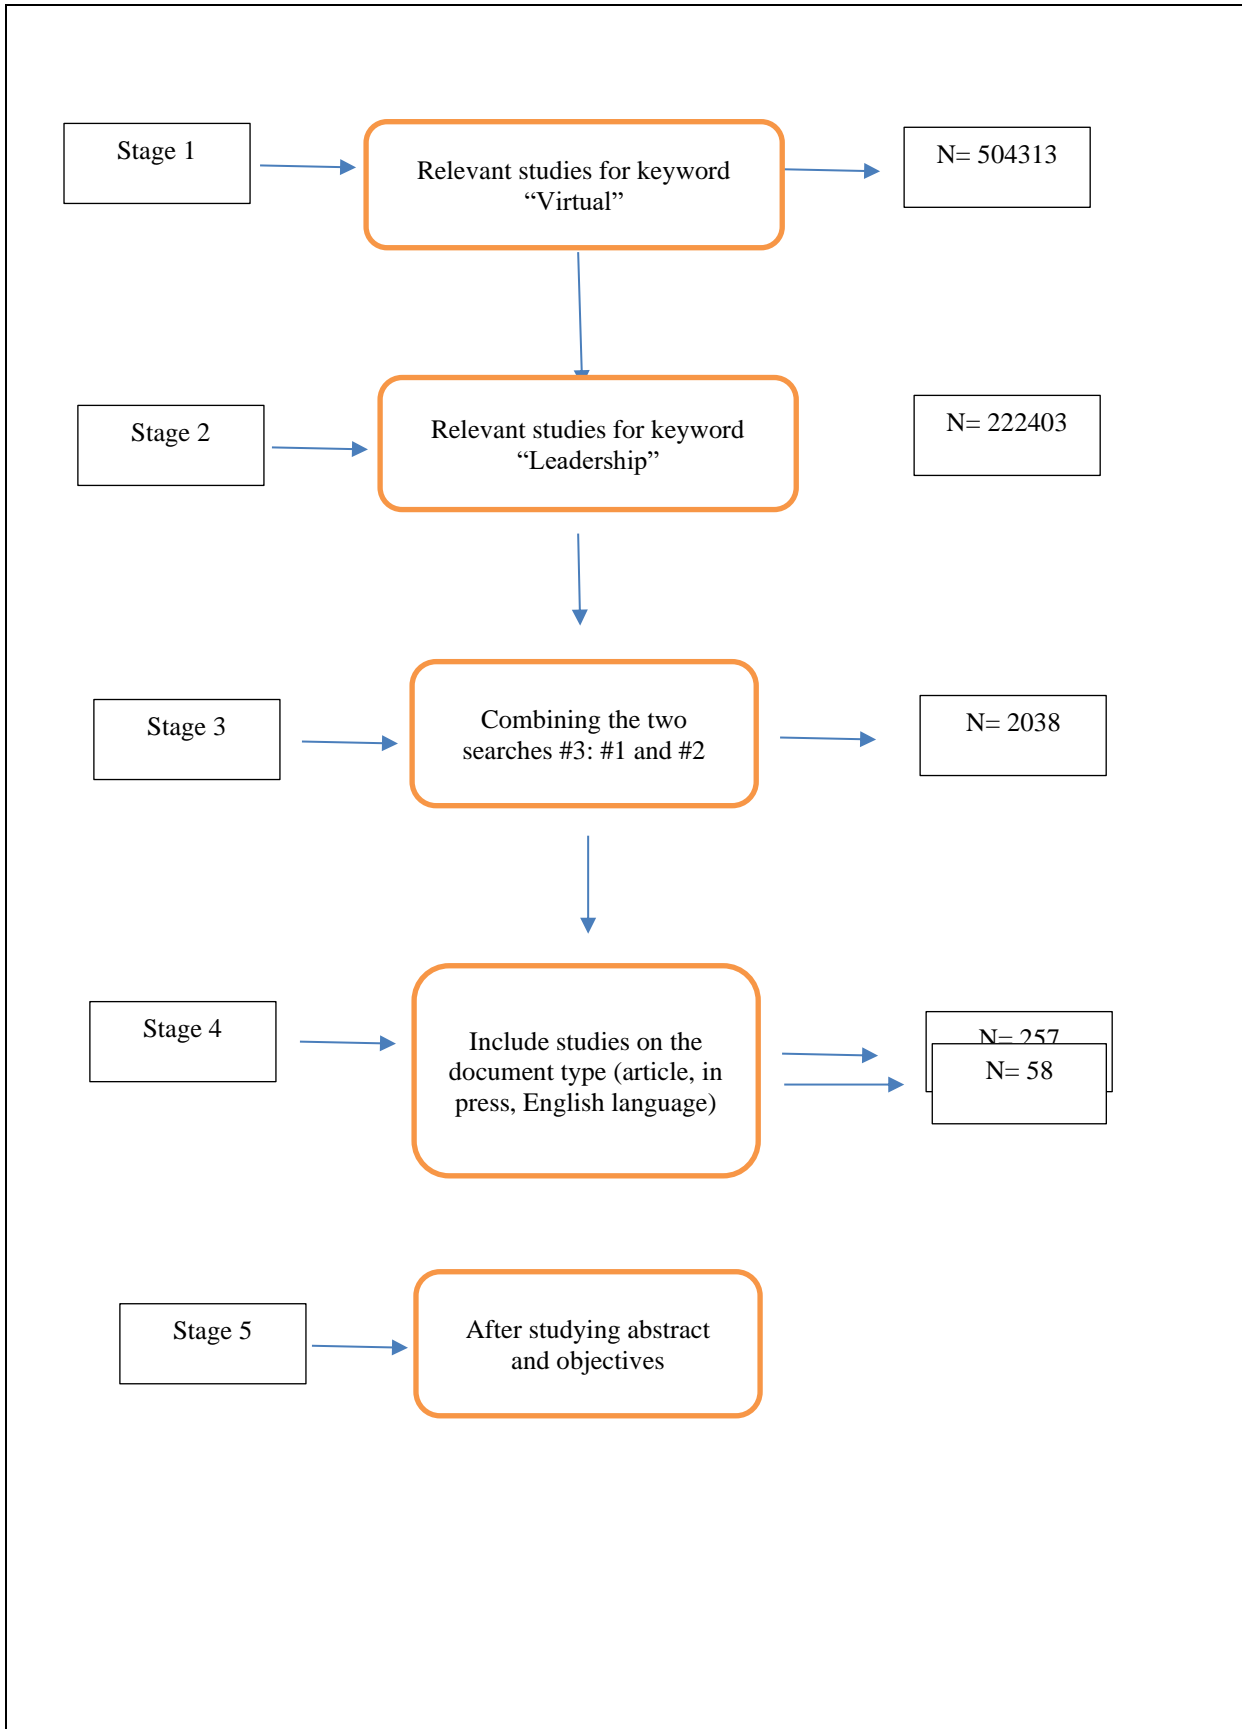 Stage 1
Relevant studies for keyword
“Virtual”
N= 504313
Stage 2
Relevant studies for keyword
“Leadership”
N= 222403
Stage 3
Combining the two
searches #3: #1 and #2
N= 2038
Stage 4
Include studies on the
document type (article, in
press, English language)
N= 257
N= 58
Stage 5
After studying abstract
and objectives